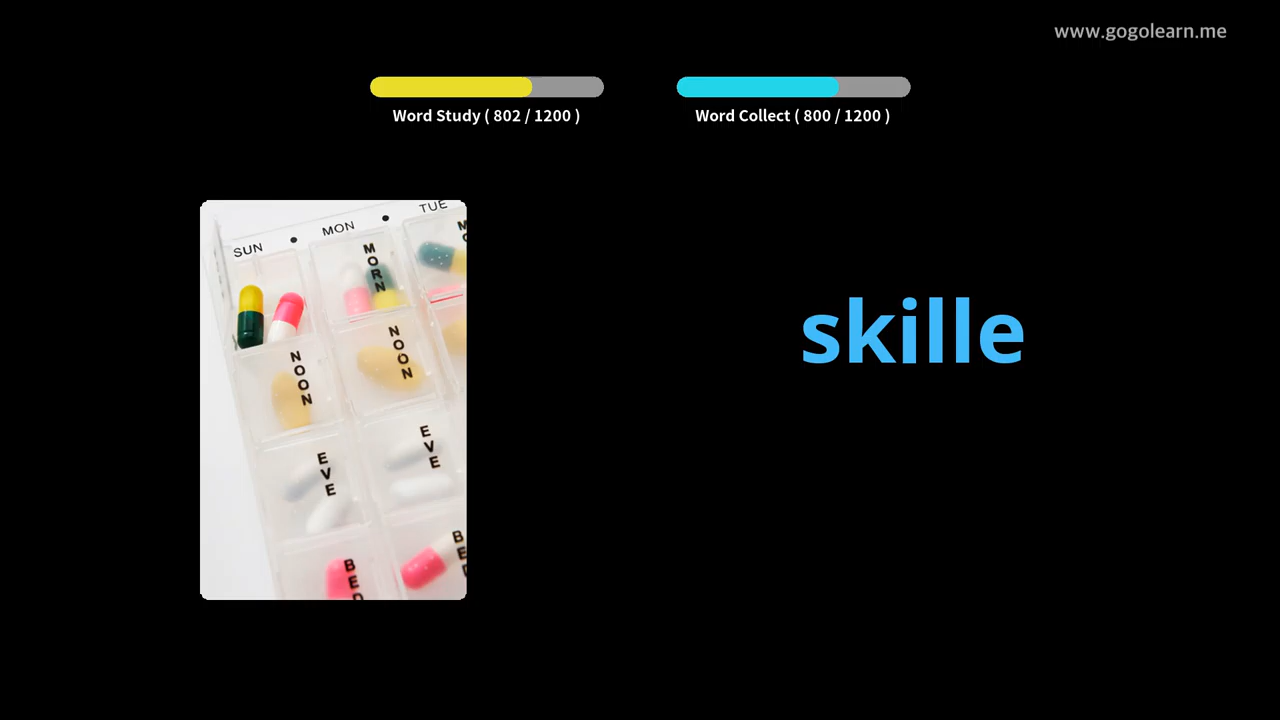 www.gogolearn.me
Word Study ( 802 / 1200 )
Word Collect ( 800 / 1200 )
SUN • MON • TUE
MORN
NOON
NOON
EVE
EVE
BED
skille